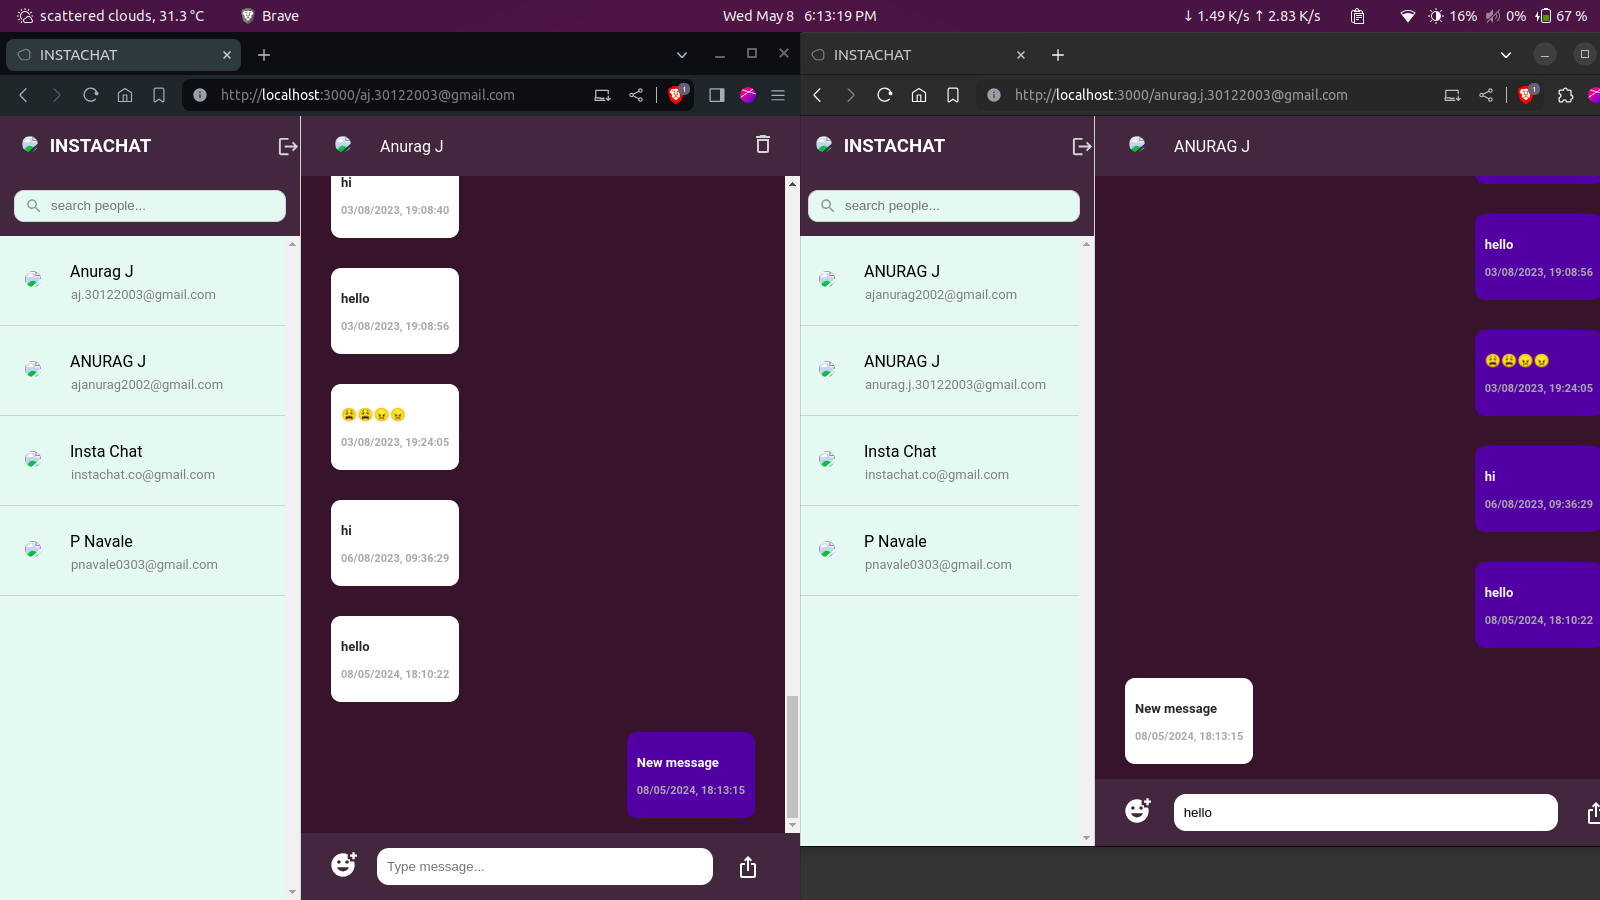 scattered clouds, 31.3 °C Brave Wed May 8 6:13:19 PM ↓ 1.49 K/s ↑ 2.83 K/s 16% 0% 67 %
INSTACHAT
http://localhost:3000/aj.30122003@gmail.com
1
INSTACHAT
search people...
Anurag J
aj.30122003@gmail.com
ANURAG J
ajanurag2002@gmail.com
Insta Chat
instachat.co@gmail.com
P Navale
pnavale0303@gmail.com
Anurag J
hi
03/08/2023, 19:08:40
hello
03/08/2023, 19:08:56
😩😩😠😠
03/08/2023, 19:24:05
hi
06/08/2023, 09:36:29
hello
08/05/2024, 18:10:22
New message
08/05/2024, 18:13:15
Type message...
INSTACHAT
http://localhost:3000/anurag.j.30122003@gmail.com
1
INSTACHAT
search people...
ANURAG J
ajanurag2002@gmail.com
ANURAG J
anurag.j.30122003@gmail.com
Insta Chat
instachat.co@gmail.com
P Navale
pnavale0303@gmail.com
ANURAG J
hello
03/08/2023, 19:08:56
😩😩😠😠
03/08/2023, 19:24:05
hi
06/08/2023, 09:36:29
hello
08/05/2024, 18:10:22
New message
08/05/2024, 18:13:15
hello